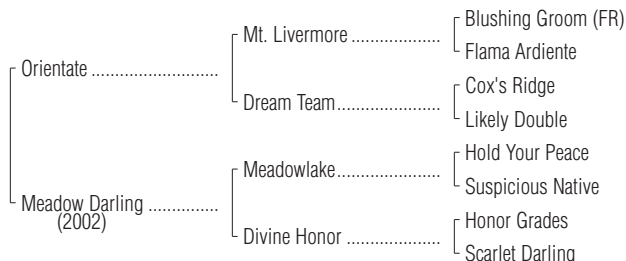 Blushing Groom (FR)
Mt. Livermore ....................
Flama Ardiente
Orientate ............................
Cox's Ridge
Dream Team .......................
Likely Double
Hold Your Peace
Meadowlake .......................
Suspicious Native
Meadow Darling ...............
(2002)
Honor Grades
Divine Honor .....................
Scarlet Darling